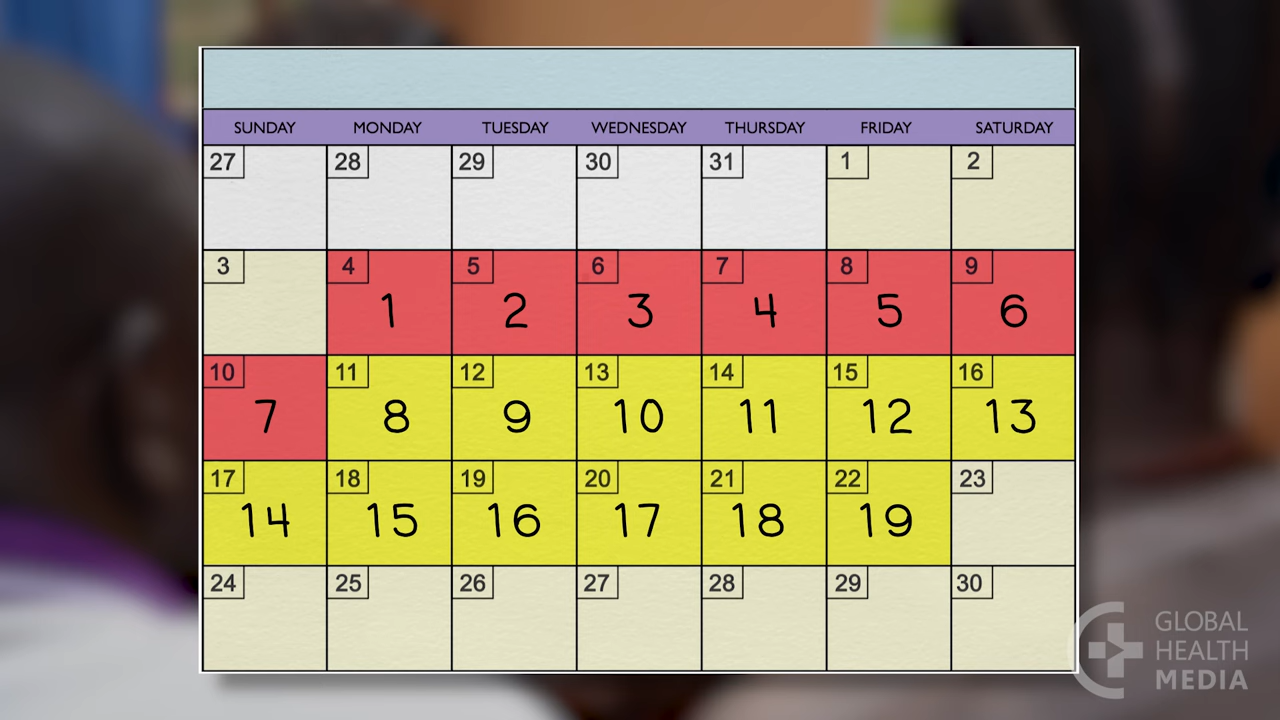 SUNDAY MONDAY TUESDAY WEDNESDAY THURSDAY FRIDAY SATURDAY
27 28 29 30 31 1 2
3 4 5 6 7 8 9
1 2 3 4 5 6
10 11 12 13 14 15 16
7 8 9 10 11 12 13
17 18 19 20 21 22 23
14 15 16 17 18 19
24 25 26 27 28 29 30
GLOBAL
HEALTH
MEDIA